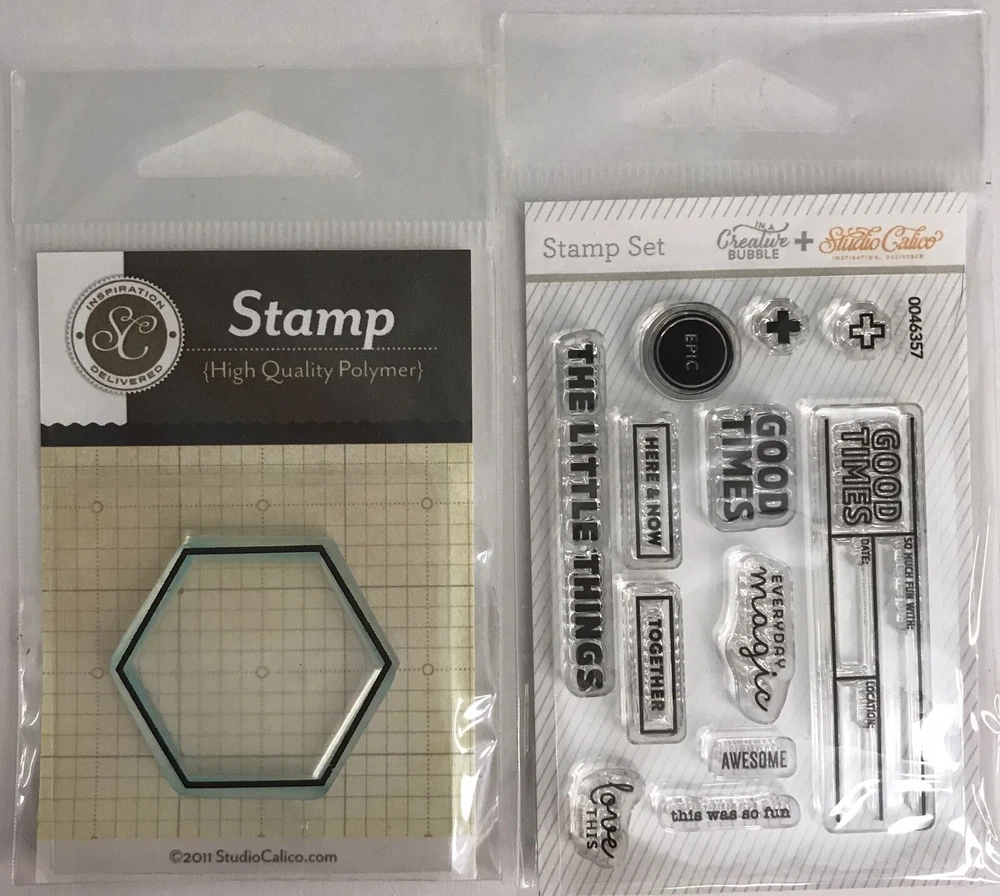 INSPIRATION
SC
DELIVERED
Stamp
{High Quality Polymer}
©2011 StudioCalico.com
Stamp Set
IN A
Creative
BUBBLE
+
Studio Calico
INSPIRATION, DELIVERED
0046357
EPIC
THE LITTLE THINGS
HERE & NOW
GOOD
TIMES
GOOD
TIMES
SO MUCH FUN WITH:
DATE:
LOCATION:
TOGETHER
EVERYDAY
magic
AWESOME
this was so fun
love
THIS